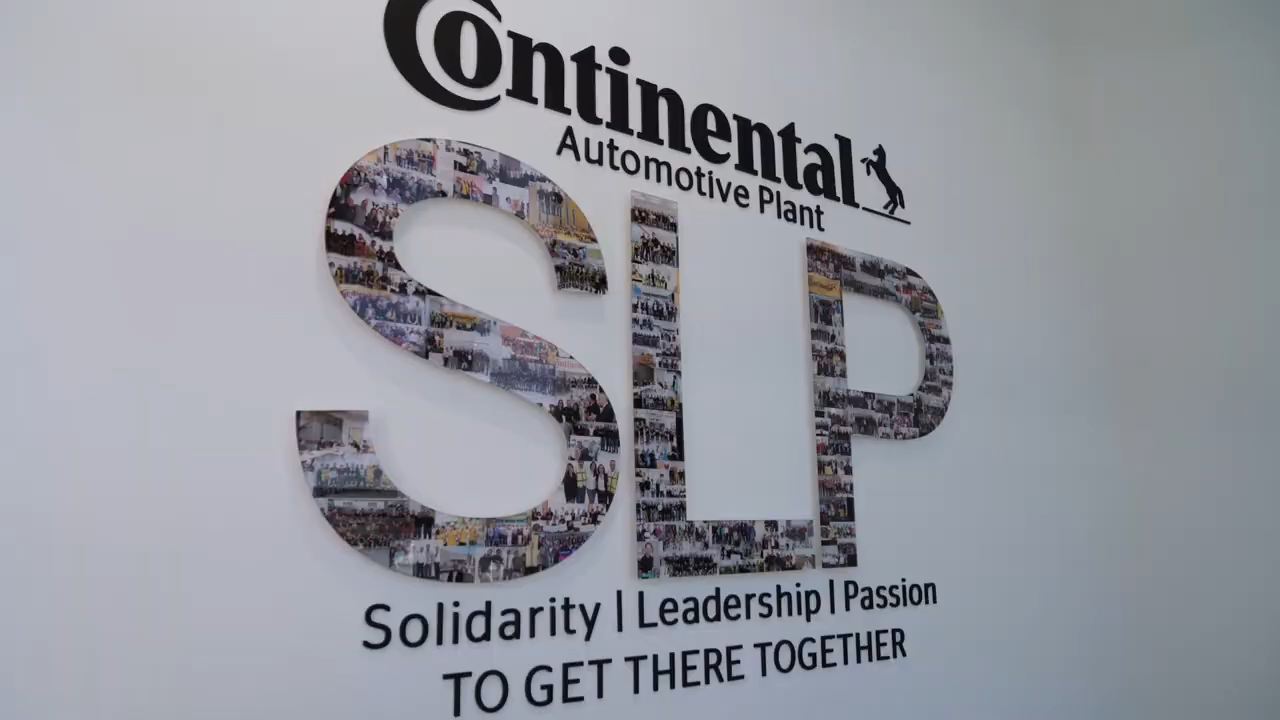 Continental
Automotive Plant
SLP
Solidarity | Leadership | Passion
TO GET THERE TOGETHER